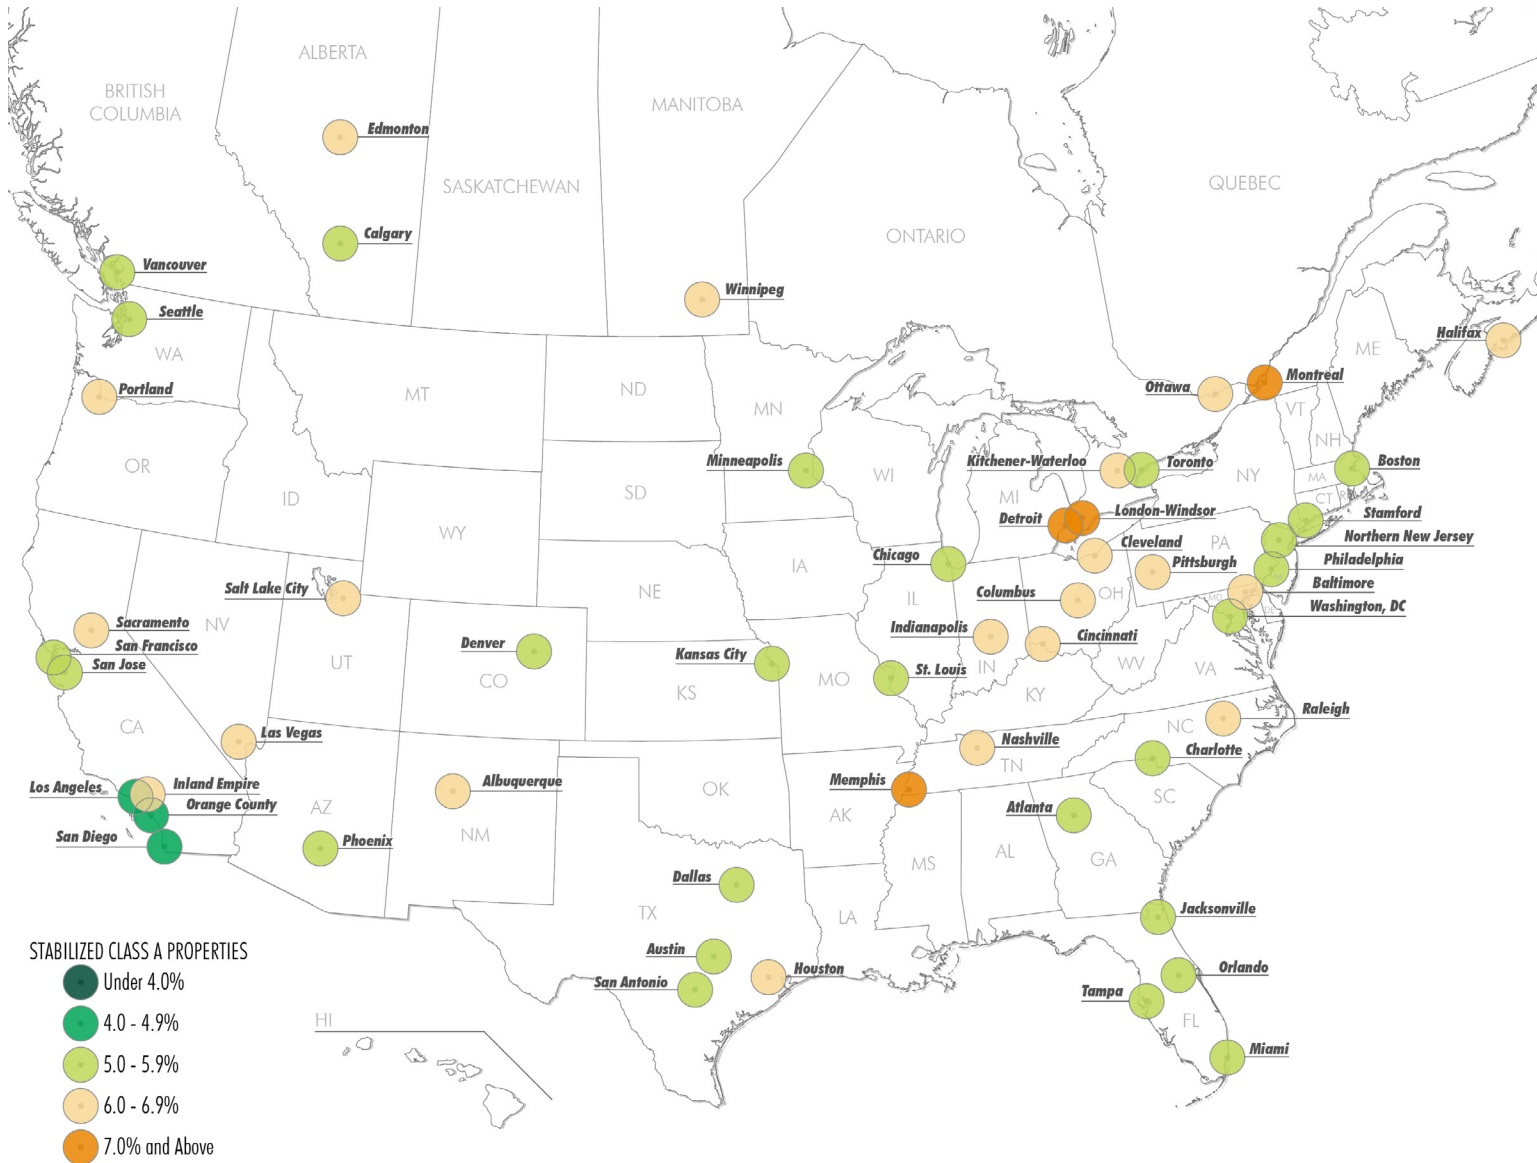 ALBERTA
BRITISH
COLUMBIA
MANITOBA
Edmonton
SASKATCHEWAN
QUEBEC
Calgary
ONTARIO
Vancouver
Winnipeg
Seattle
Halifax
WA
ME
Portland
MT
ND
MN
Ottawa
Montreal
VT
NH
OR
ID
SD
Minneapolis
WI
Kitchener-Waterloo
Toronto
NY
MA
Boston
MI
CT
Detroit
London-Windsor
Stamford
WY
PA
Northern New Jersey
Chicago
Cleveland
IA
Pittsburgh
Philadelphia
Salt Lake City
NE
IL
Columbus
OH
Baltimore
MD
DE
Washington, DC
Sacramento
NV
San Francisco
San Jose
UT
Denver
CO
Kansas City
KS
MO
St. Louis
Indianapolis
IN
Cincinnati
KY
WV
VA
CA
Las Vegas
Nashville
TN
NC
Raleigh
Charlotte
Los Angeles
Inland Empire
Orange County
San Diego
AZ
Phoenix
Albuquerque
NM
OK
AK
Memphis
Atlanta
SC
MS
AL
GA
Dallas
TX
LA
Austin
San Antonio
Houston
Jacksonville
Orlando
Tampa
FL
Miami
HI
STABILIZED CLASS A PROPERTIES
Under 4.0%
4.0 - 4.9%
5.0 - 5.9%
6.0 - 6.9%
7.0% and Above